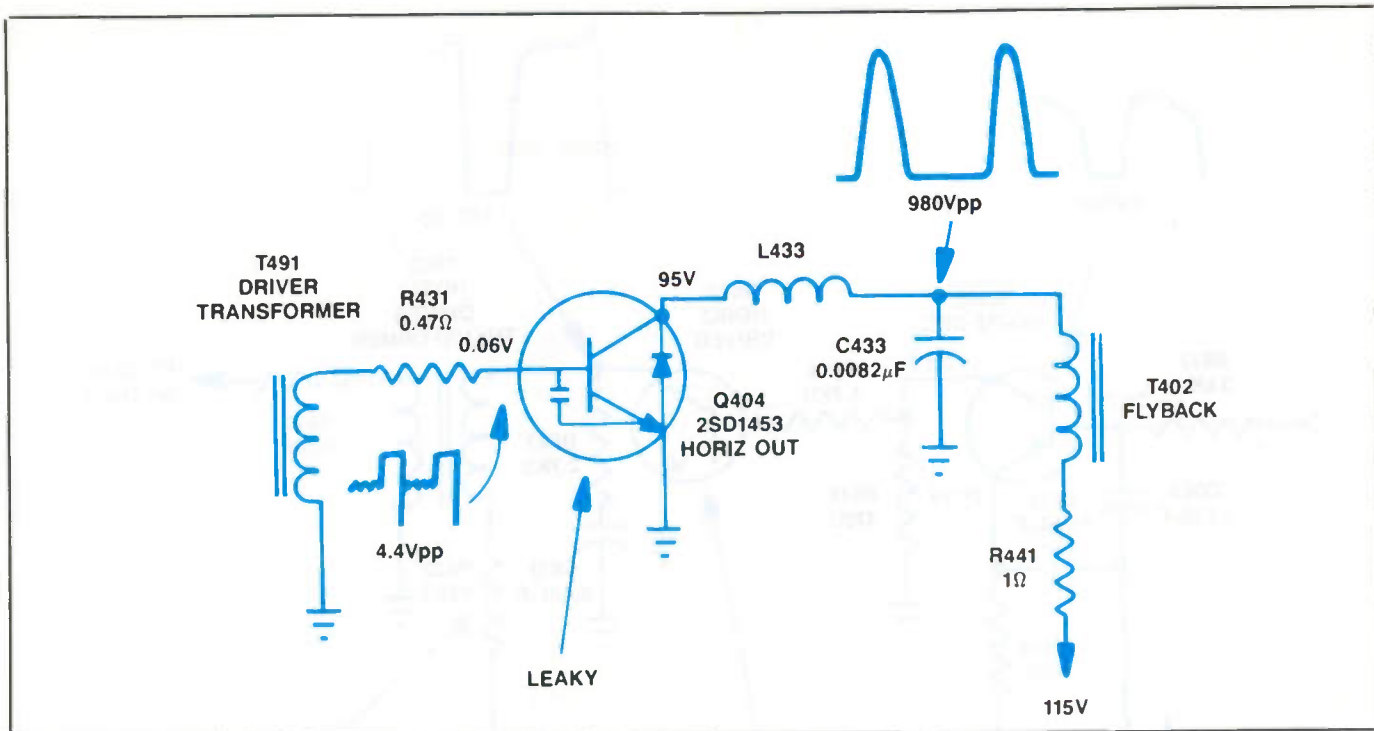 980Vpp
L433
T491
DRIVER
TRANSFORMER
95V
R431
0.47Ω
0.06V
C433
0.0082μF
T402
FLYBACK
Q404
2SD1453
HORIZ OUT
4.4Vpp
R441
1Ω
LEAKY
115V